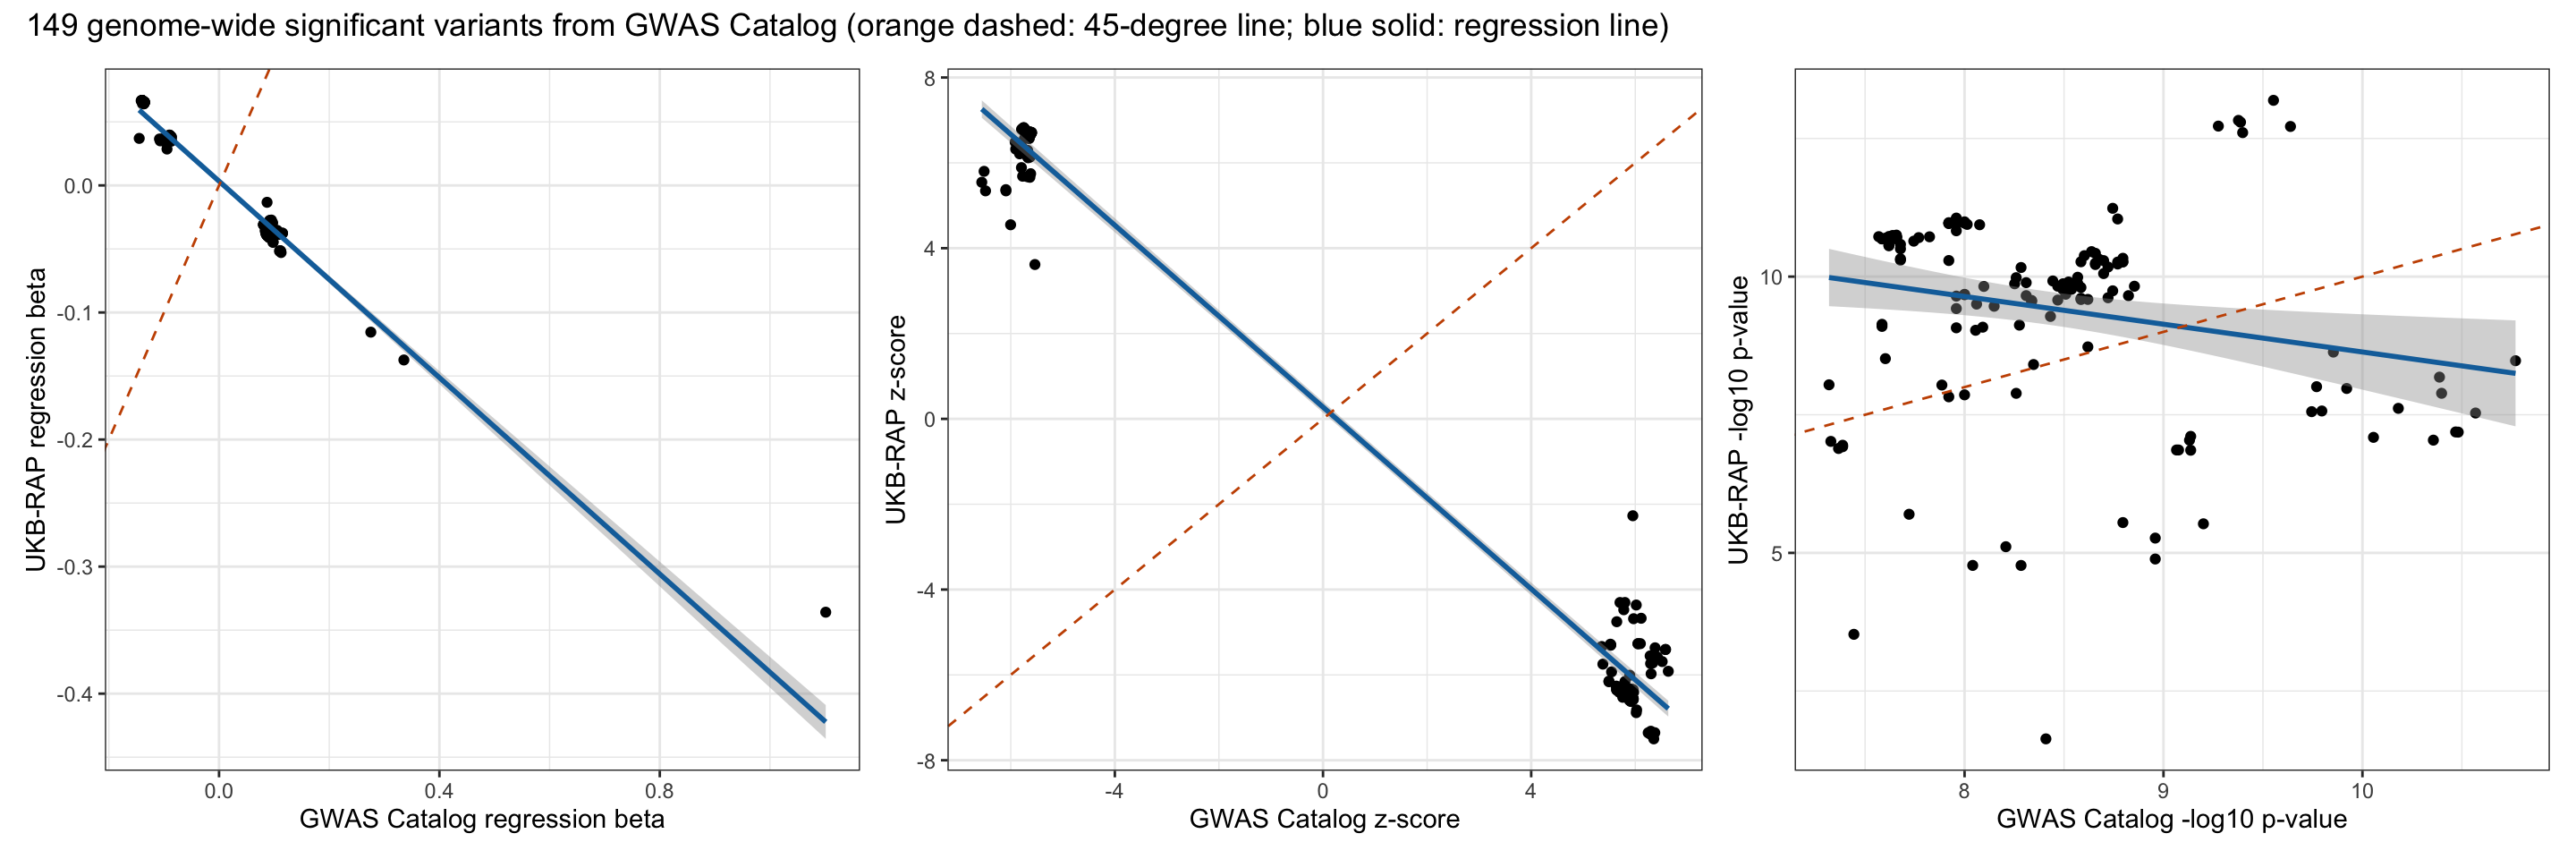 149 genome-wide significant variants from GWAS Catalog (orange dashed: 45-degree line; blue solid: regression line)
UKB-RAP regression beta
0.0
-0.1
-0.2
-0.3
-0.4
0.0 0.4 0.8
GWAS Catalog regression beta
UKB-RAP z-score
8
4
0
-4
-8
-4 0 4
GWAS Catalog z-score
UKB-RAP -log10 p-value
10
5
8 9 10
GWAS Catalog -log10 p-value